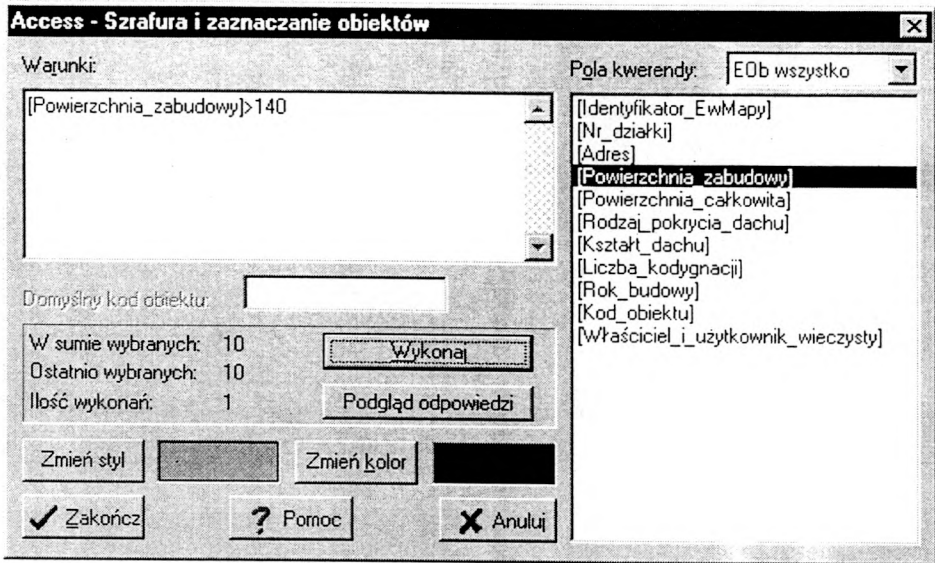 Access - Szrafura i zaznaczanie obiektów
Warunki:
[Powierzchnia_zabudowy]>140
Domyślny kod obiektu:
W sumie wybranych: 10
Ostatnio wybranych: 10
Ilość wykonań: 1
Wykonaj
Podgląd odpowiedzi
Zmień styl
Zmień kolor
Zakończ
? Pomoc
Anuluj
Pola kwerendy: EOb wszystko
[Identyfikator_EwMapy]
[Nr_działki]
[Adres]
[Powierzchnia_zabudowy]
[Powierzchnia_całkowita]
[Rodzaj_pokrycia_dachu]
[Kształt_dachu]
[Liczba_kodygnacji]
[Rok_budowy]
[Kod_obiektu]
[Właściciel_i_użytkownik_wieczysty]